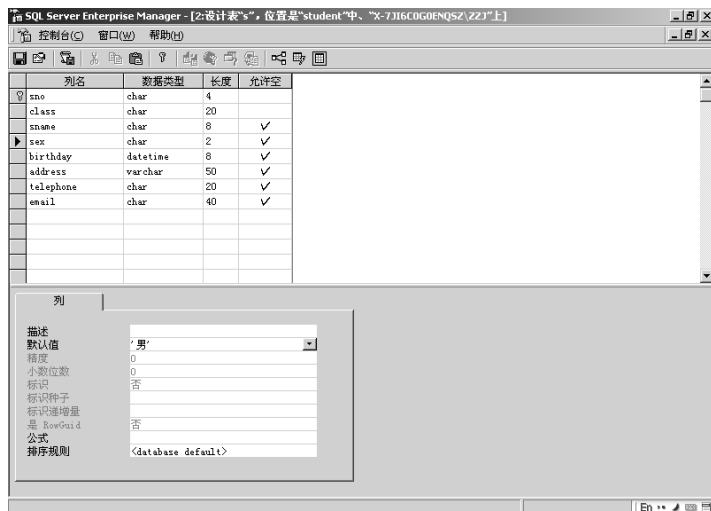 SQL Server Enterprise Manager - [2:设计表“s”，位置是“student”中、“X-7JI6C0G0ENQSZ\ZZJ”上]
控制台(C) 窗口(W) 帮助(H)
列名 数据类型 长度 允许空
sno char 4
class char 20
sname char 8
sex char 2
birthday datetime 8
address varchar 50
telephone char 20
email char 40
列
描述
默认值 '男'
精度 0
小数位数 0
标识 否
标识种子
标识递增量
是 RowGuid 否
公式
排序规则 <database default>
En